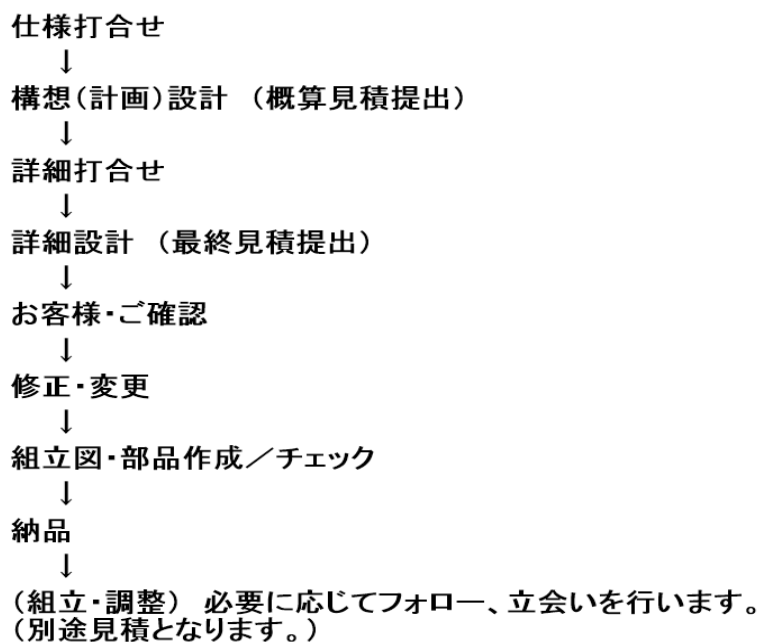 仕様打合せ
↓
構想(計画)設計 (概算見積提出)
↓
詳細打合せ
↓
詳細設計 (最終見積提出)
↓
お客様・ご確認
↓
修正・変更
↓
組立図・部品作成／チェック
↓
納品
↓
(組立・調整) 必要に応じてフォロー、立会いを行います。
(別途見積となります。)